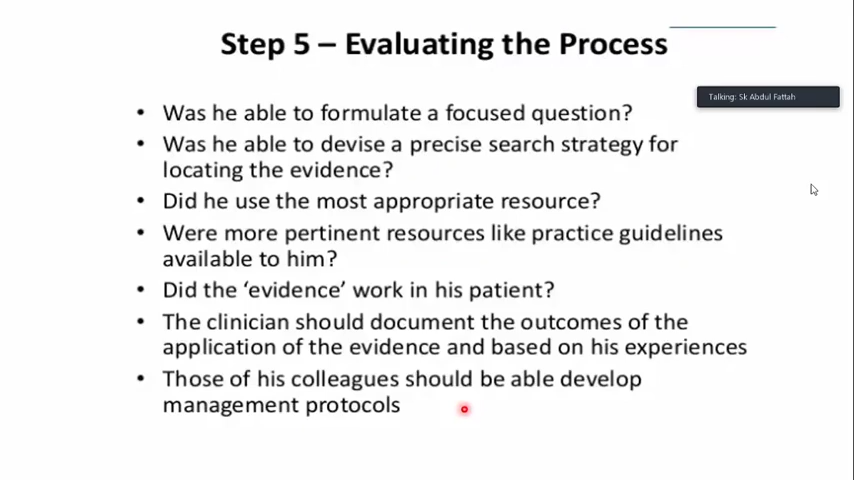 Step 5 – Evaluating the Process
Talking: Sk Abdul Fattah
• Was he able to formulate a focused question?
• Was he able to devise a precise search strategy for
locating the evidence?
• Did he use the most appropriate resource?
• Were more pertinent resources like practice guidelines
available to him?
• Did the ‘evidence’ work in his patient?
• The clinician should document the outcomes of the
application of the evidence and based on his experiences
• Those of his colleagues should be able develop
management protocols